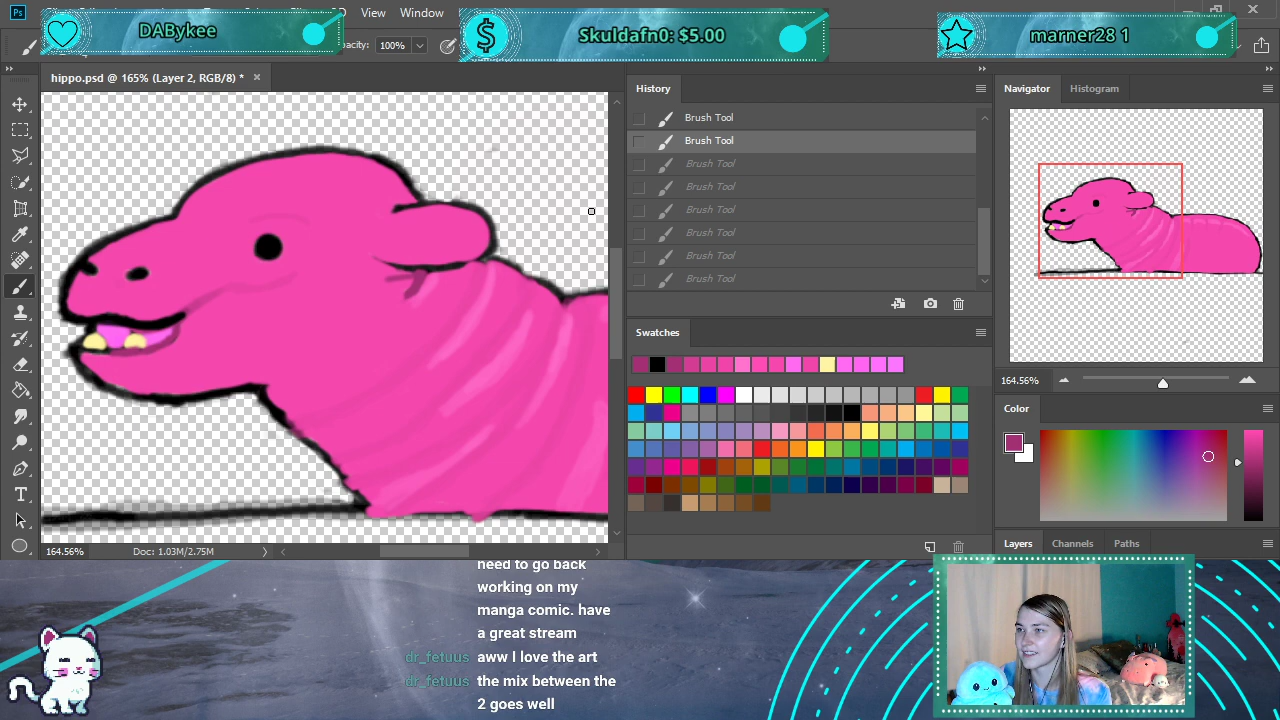 Ps
View
Window
DAByken
$
Skuldafn0: $5.00
marner28 1
pacity:
100%
hippo.psd @ 165% (Layer 2, RGB/8) *
History
Brush Tool
Brush Tool
Brush Tool
Brush Tool
Brush Tool
Brush Tool
Brush Tool
Brush Tool
Swatches
Navigator
Histogram
164.56%
Color
Layers
Channels
Paths
164.56%
Doc: 1.03M/2.75M
need to go back
working on my
manga comic. have
a great stream
dr_fetuus aww I love the art
dr_fetuus the mix between the
2 goes well